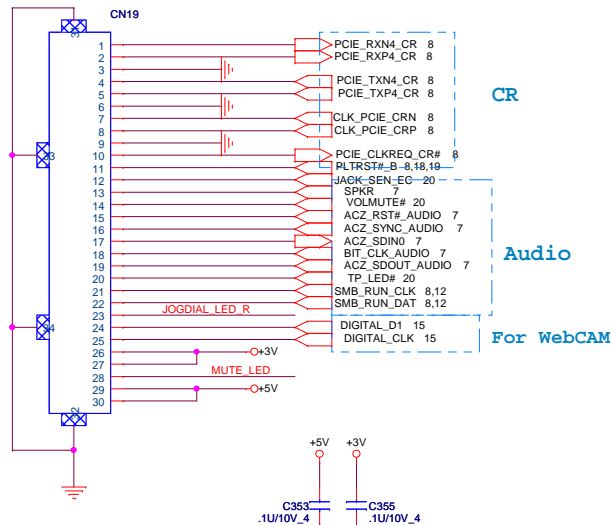 CN19
31
1 PCIE_RXN4_CR 8
2 PCIE_RXP4_CR 8
3
4 PCIE_TXN4_CR 8
5 PCIE_TXP4_CR 8
6
CR
7 CLK_PCIE_CRN 8
8 CLK_PCIE_CRP 8
9
33
10 PCIE_CLKREQ_CR# 8
11 PLTRST#_B 8,18,19
12 JACK_SEN_EC 20
13 SPKR 7
14 VOLMUTE# 20
15 ACZ_RST#_AUDIO 7
16 ACZ_SYNC_AUDIO 7
17 ACZ_SDIN0 7
Audio
18 BIT_CLK_AUDIO 7
19 ACZ_SDOUT_AUDIO 7
20 TP_LED# 20
21 SMB_RUN_CLK 8,12
22 SMB_RUN_DAT 8,12
23 JOGDIAL_LED_R
34
24 DIGITAL_D1 15
25 DIGITAL_CLK 15
For WebCAM
26 +3V
27
28 MUTE_LED
29 +5V
30
32
+5V +3V
C353 C355
.1U/10V_4 .1U/10V_4